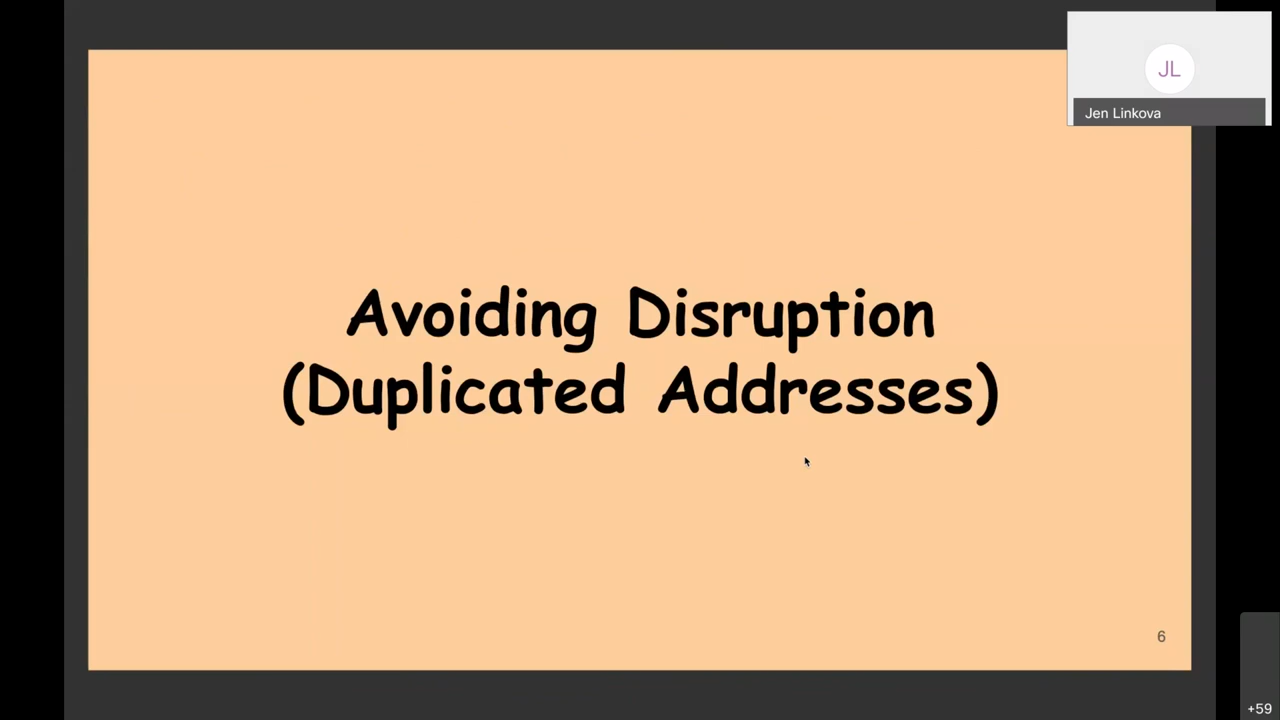 JL
Jen Linkova
Avoiding Disruption
(Duplicated Addresses)
6
+59